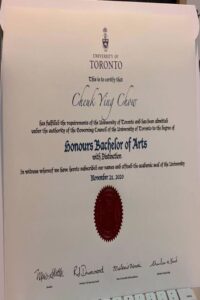 UNIVERSITY OF
TORONTO
This is to certify that
Cheuk Ying Chow
has fulfilled the requirements of the University of Toronto and has been admitted
under the authority of the Governing Council of the University of Toronto to the degree of
Honours Bachelor of Arts
with Distinction
In witness whereof we have hereto subscribed our names and affixed the academic seal of the University
November 21, 2020